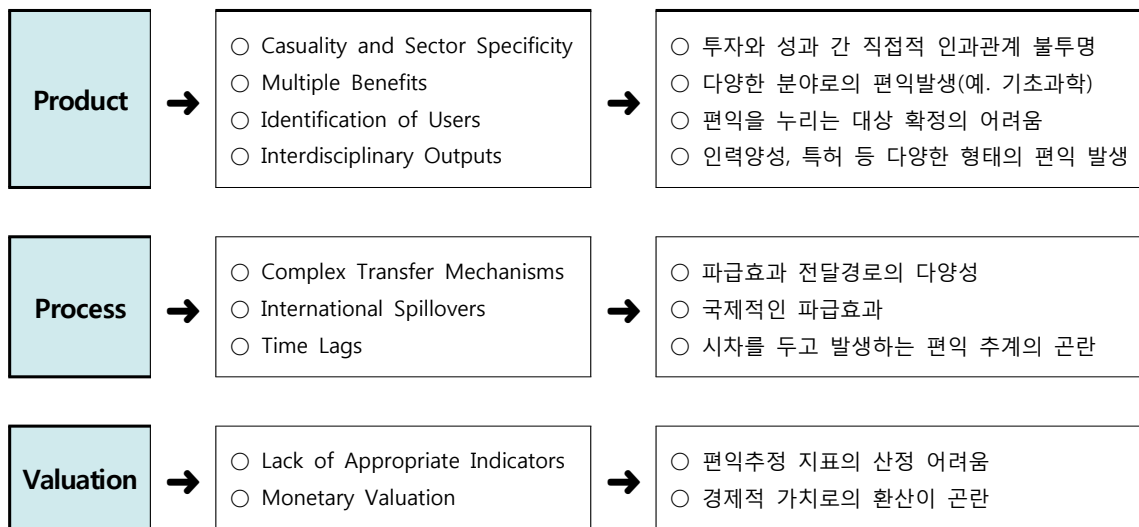 Product
○ Casuality and Sector Specificity
○ Multiple Benefits
○ Identification of Users
○ Interdisciplinary Outputs
○ 투자와 성과 간 직접적 인과관계 불투명
○ 다양한 분야로의 편익발생(예. 기초과학)
○ 편익을 누리는 대상 확정의 어려움
○ 인력양성, 특허 등 다양한 형태의 편익 발생
Process
○ Complex Transfer Mechanisms
○ International Spillovers
○ Time Lags
○ 파급효과 전달경로의 다양성
○ 국제적인 파급효과
○ 시차를 두고 발생하는 편익 추계의 곤란
Valuation
○ Lack of Appropriate Indicators
○ Monetary Valuation
○ 편익추정 지표의 산정 어려움
○ 경제적 가치로의 환산이 곤란